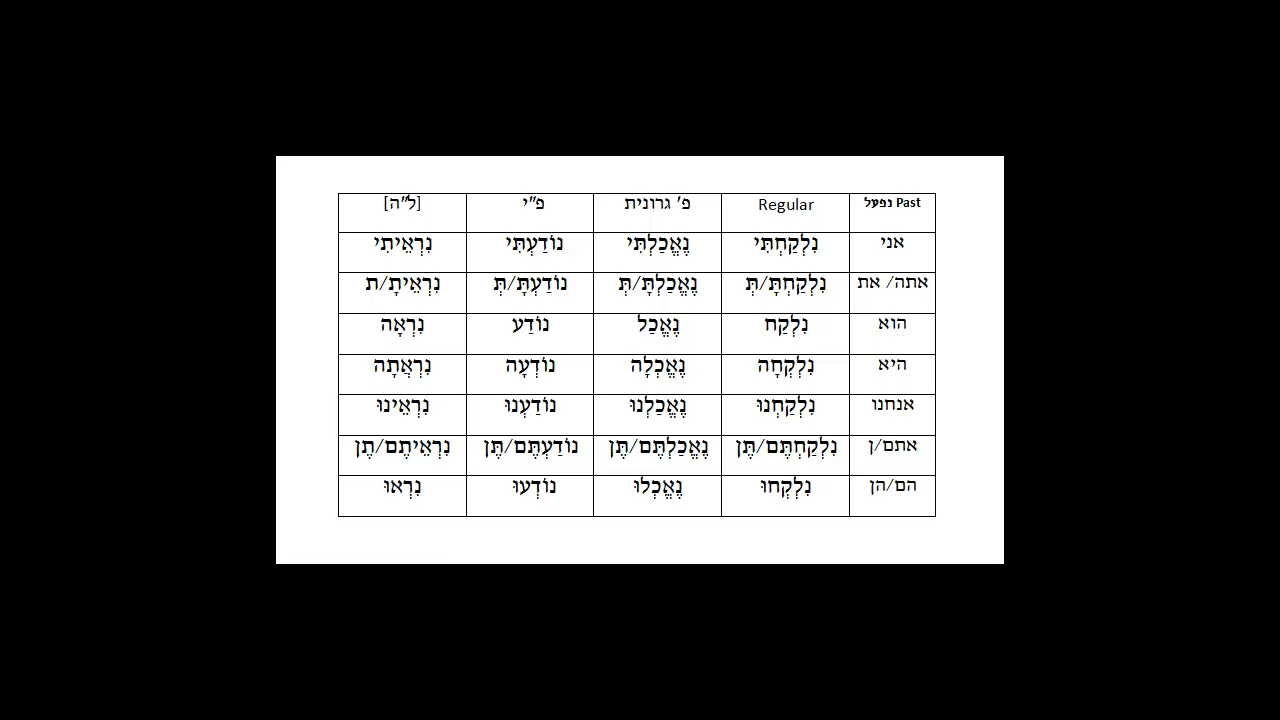 נפעל Past Regular פ' גרונית פ"י [ל"ה]
אני נִלְקַחְתִּי נֶאֱכַלְתִּי נוֹדַעְתִּי נִרְאֵיתִי
אתה/ את נִלְקַחְתָּ/תְּ נֶאֱכַלְתָּ/תְּ נוֹדַעְתָּ/תְּ נִרְאֵיתָ/ת
הוא נִלְקַח נֶאֱכַל נוֹדַע נִרְאָה
היא נִלְקְחָה נֶאֱכְלָה נוֹדְעָה נִרְאֲתָה
אנחנו נִלְקַחְנוּ נֶאֱכַלְנוּ נוֹדַעְנוּ נִרְאֵינוּ
אתם/ן נִלְקַחְתֶּם/תֶּן נֶאֱכַלְתֶּם/תֶּן נוֹדַעְתֶּם/תֶּן נִרְאֵיתֶם/תֶן
הם/הן נִלְקְחוּ נֶאֱכְלוּ נוֹדְעוּ נִרְאוּ